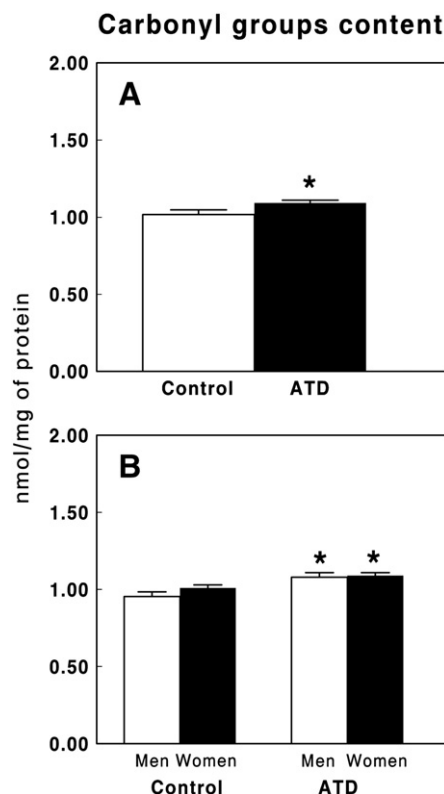 Carbonyl groups content
nmol/mg of protein
A
2.00
1.50
1.00
0.50
0.00
*
Control ATD
B
2.00
1.50
1.00
0.50
0.00
* *
Men Women Men Women
Control ATD